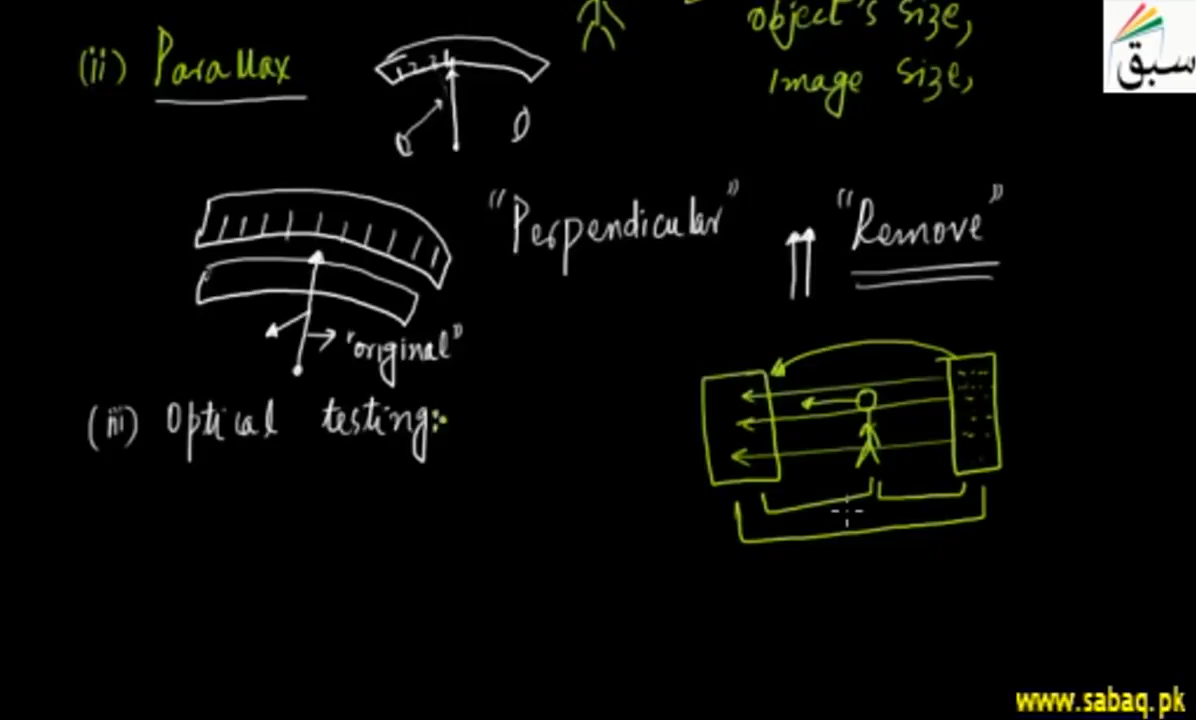 object's size,
(ii) Parallax
Image size,
سبق
"Perpendicular"
"Remove"
"original"
(iii) Optical testing:
www.sabaq.pk